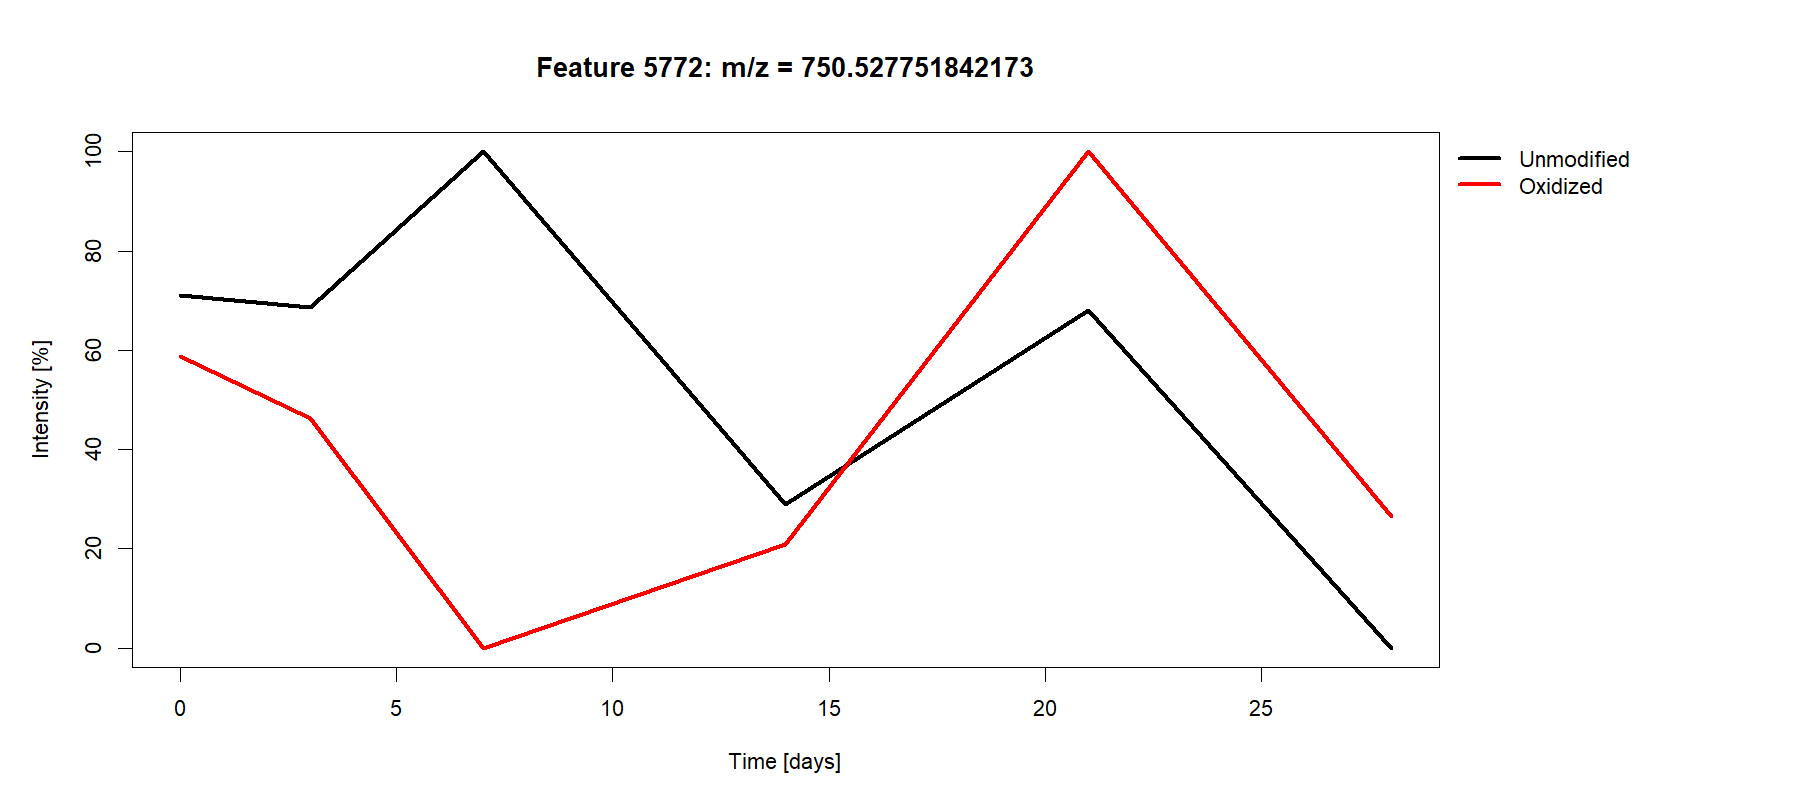 Feature 5772: m/z = 750.527751842173
Unmodified
Oxidized
Intensity [%]
100
80
60
40
20
0
0 5 10 15 20 25
Time [days]